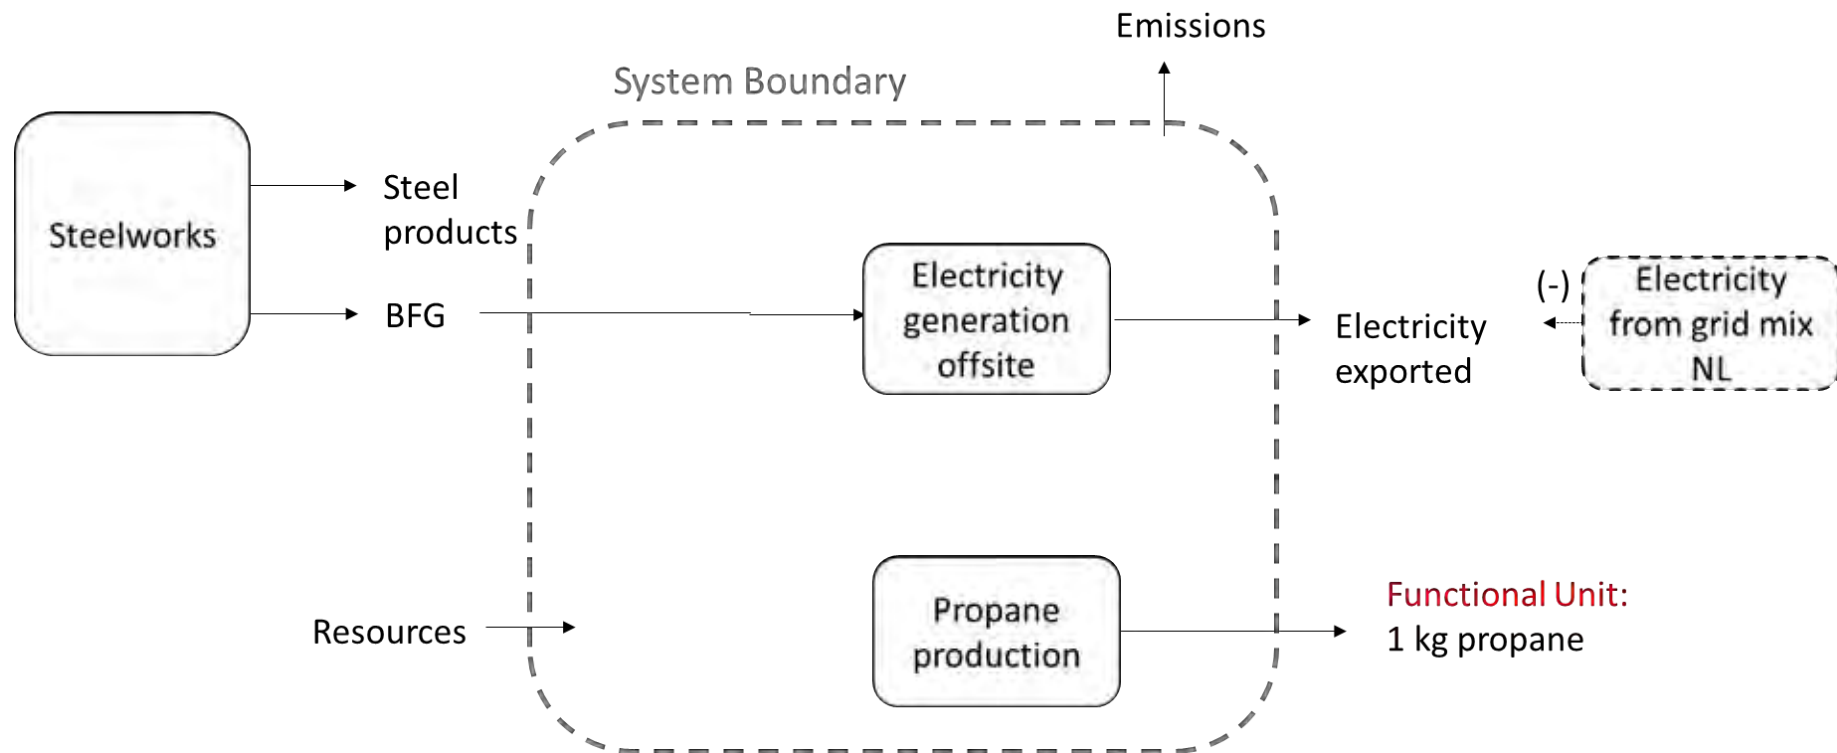 Emissions
System Boundary
Steelworks
Steel
products
BFG
Electricity
generation
offsite
Electricity
exported
(-)
Electricity
from grid mix
NL
Resources
Propane
production
Functional Unit:
1 kg propane